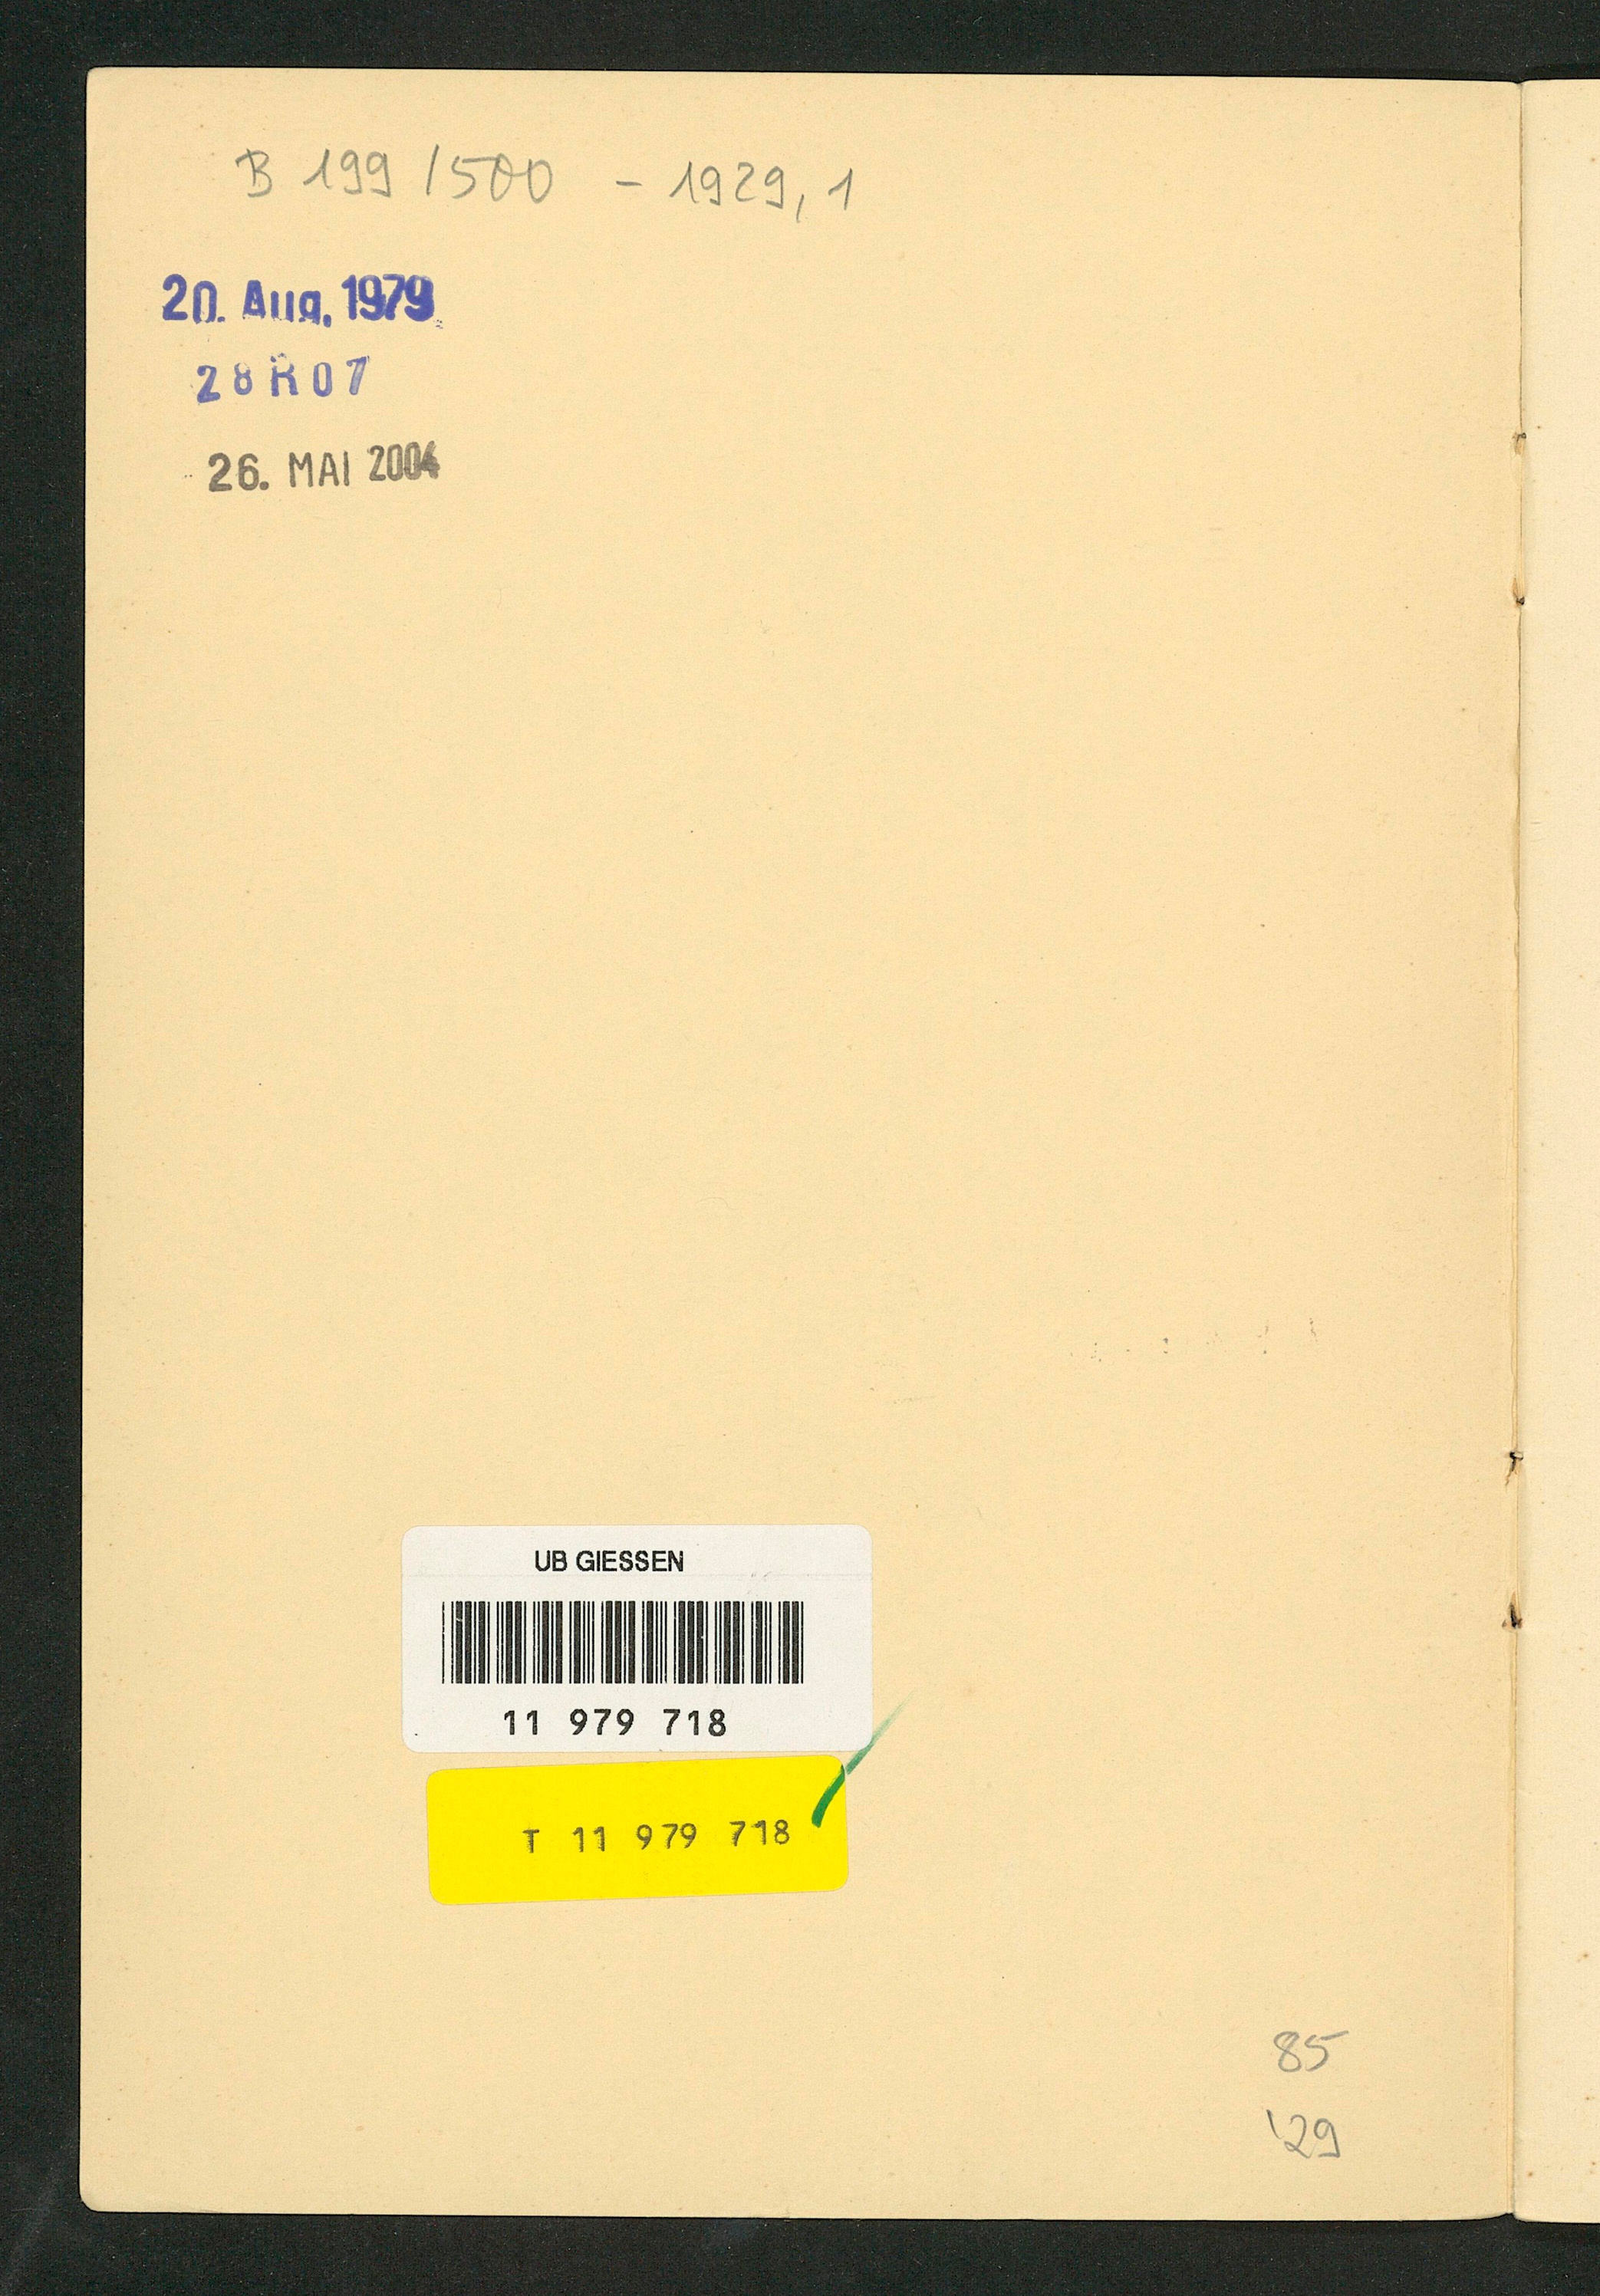 B 199 / 500 - 1929, 1
20. Aug. 1979
28 R 07
26. MAI 2004
UB GIESSEN
11 979 718
T 11 979 718
85
'29